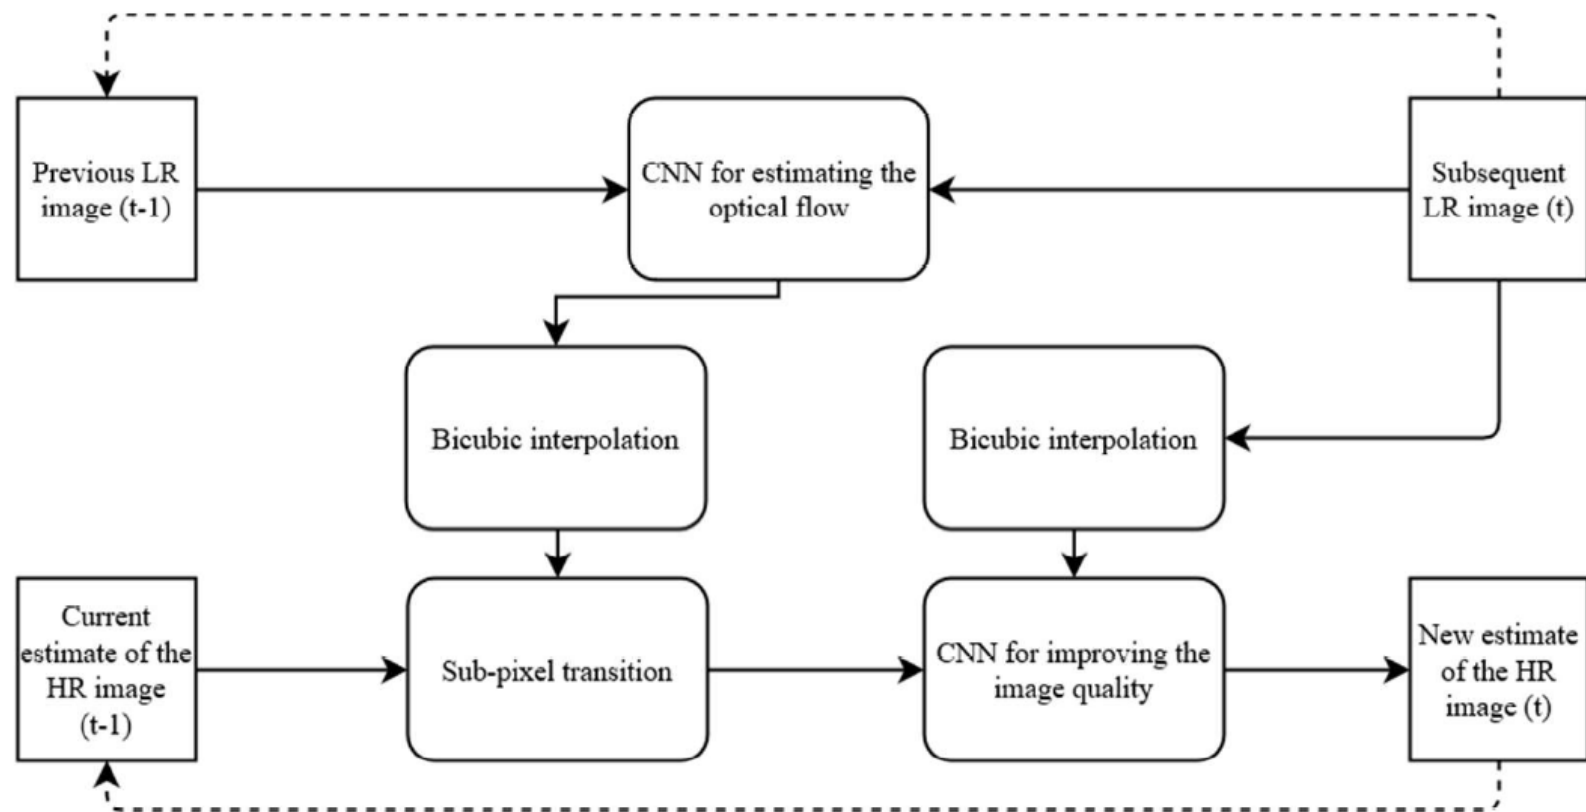 Previous LR
image (t-1)
CNN for estimating the
optical flow
Subsequent
LR image (t)
Bicubic interpolation
Bicubic interpolation
Current
estimate of the
HR image
(t-1)
Sub-pixel transition
CNN for improving the
image quality
New estimate
of the HR
image (t)